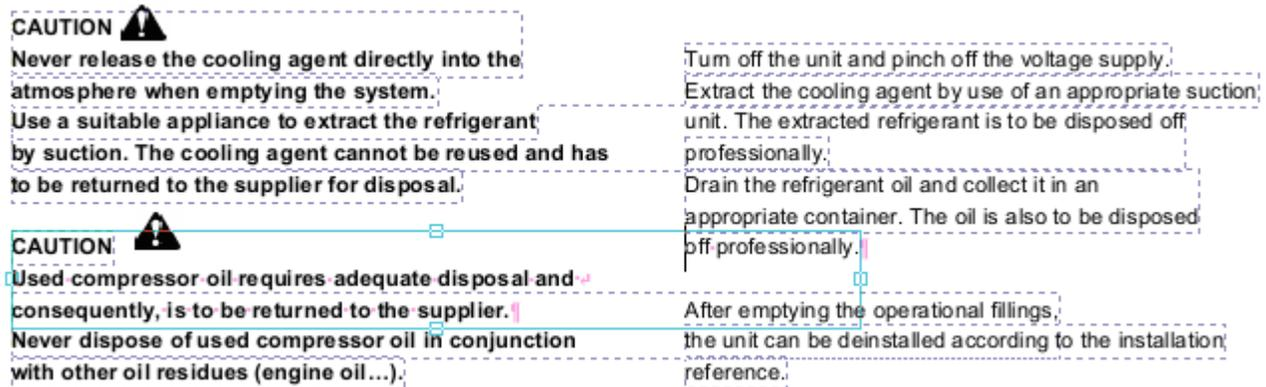 CAUTION
Never release the cooling agent directly into the
atmosphere when emptying the system.
Use a suitable appliance to extract the refrigerant
by suction. The cooling agent cannot be reused and has
to be returned to the supplier for disposal.
CAUTION
Used compressor oil requires adequate disposal and
consequently, is to be returned to the supplier.
Never dispose of used compressor oil in conjunction
with other oil residues (engine oil...).
Turn off the unit and pinch off the voltage supply.
Extract the cooling agent by use of an appropriate suction
unit. The extracted refrigerant is to be disposed off
professionally.
Drain the refrigerant oil and collect it in an
appropriate container. The oil is also to be disposed
off professionally.
After emptying the operational fillings,
the unit can be deinstalled according to the installation
reference.